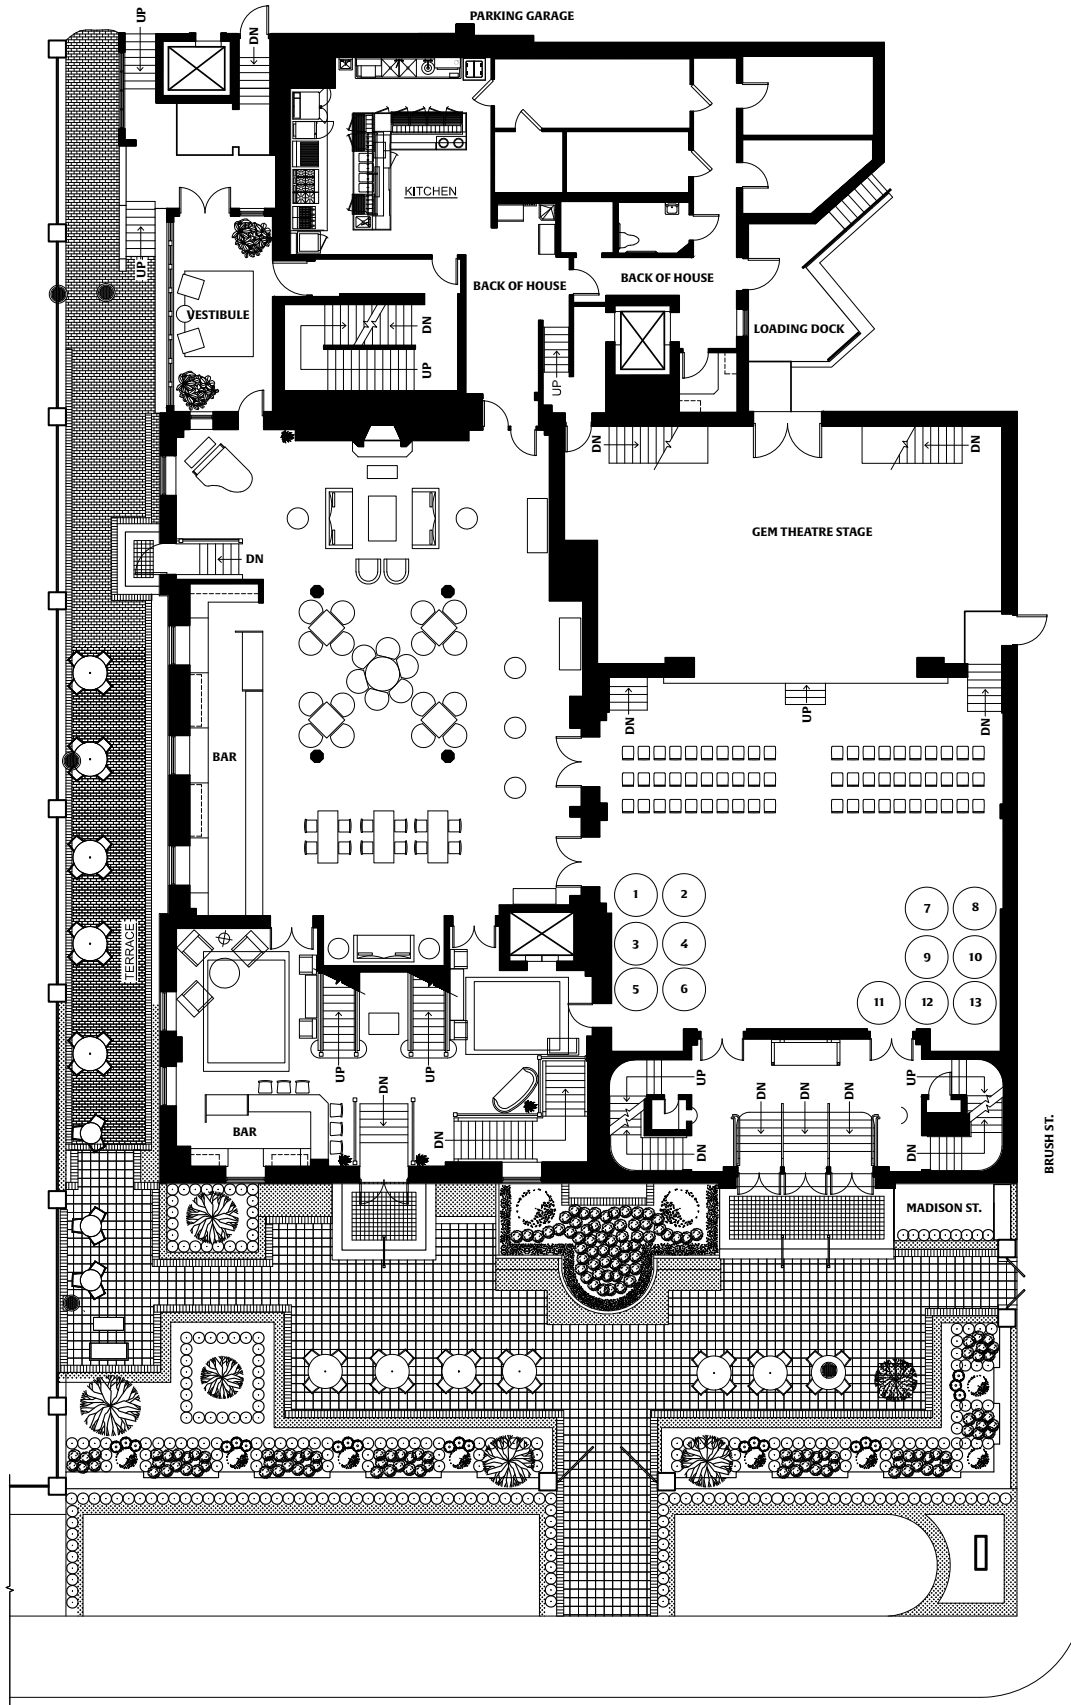 PARKING GARAGE
UP
DN
KITCHEN
UP
VESTIBULE
BACK OF HOUSE
BACK OF HOUSE
LOADING DOCK
DN
UP
UP
DN
DN
GEM THEATRE STAGE
DN
DN
UP
DN
BAR
TERRACE
1
2
3
4
5
6
7
8
9
10
11
12
13
UP
UP
DN
DN
BAR
UP
DN
DN
DN
DN
UP
DN
BRUSH ST.
MADISON ST.